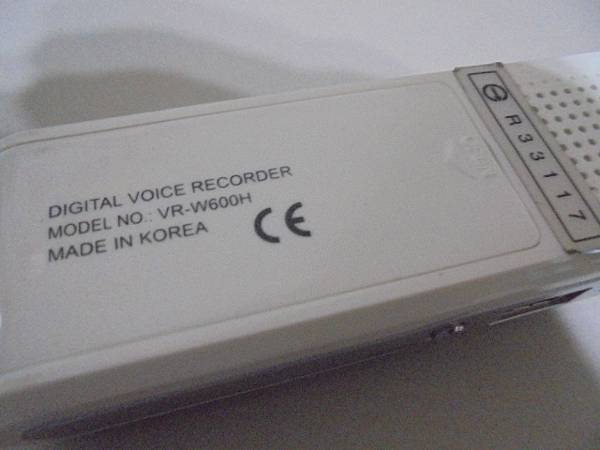 DIGITAL VOICE RECORDER
MODEL NO.: VR-W600H
MADE IN KOREA
CE
R33117